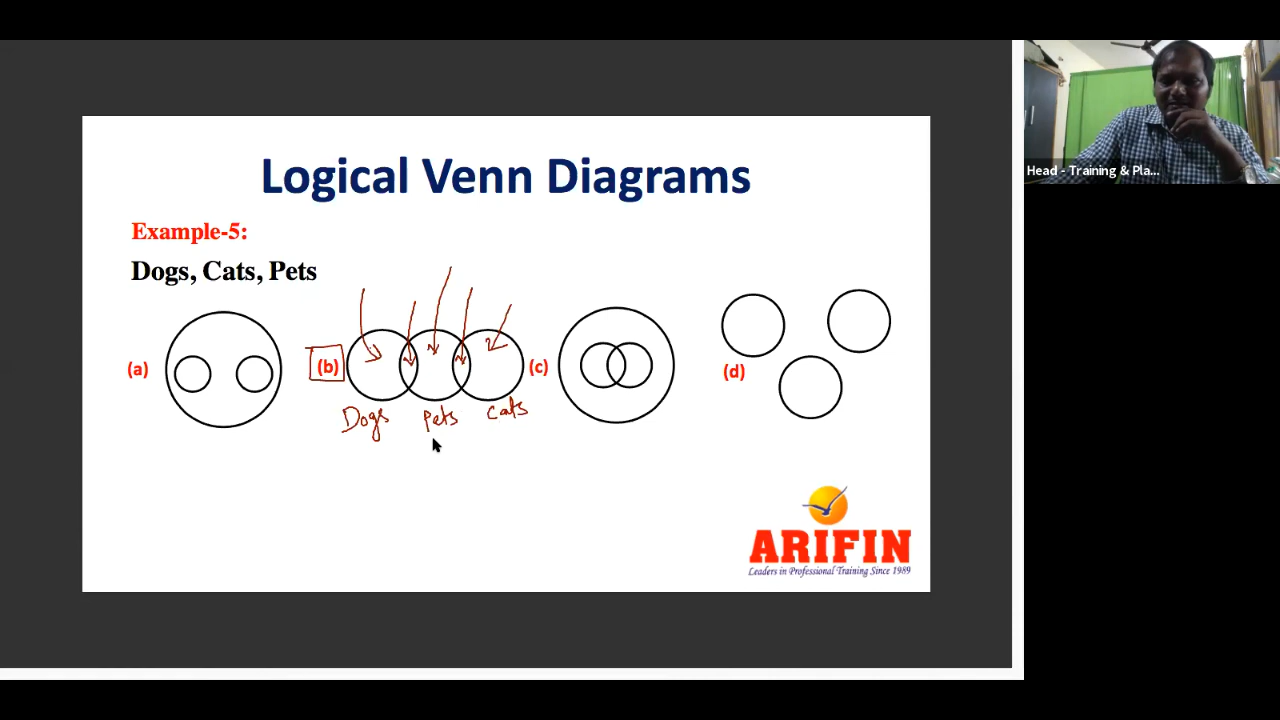 Head - Training & Pla...
Logical Venn Diagrams
Example-5:
Dogs, Cats, Pets
(a)
(b)
(c)
(d)
Dogs Pets Cats
ARIFIN
Leaders in Professional Training Since 1989